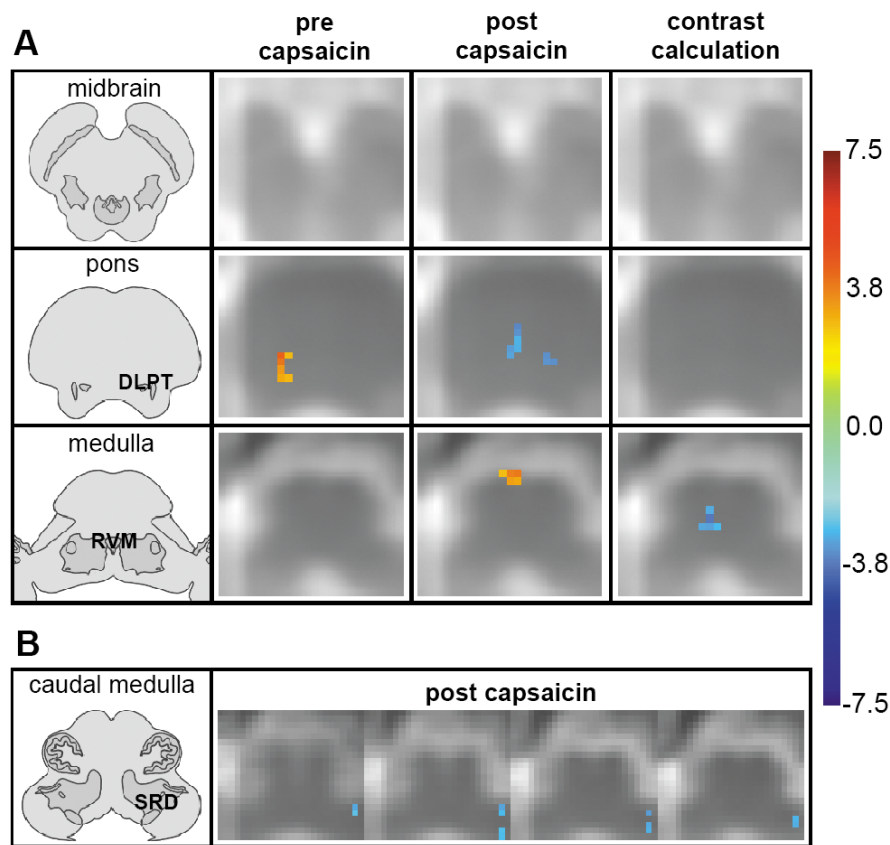 A
pre
capsaicin
post
capsaicin
contrast
calculation
midbrain
pons
DLPT
medulla
RVM
7.5
3.8
0.0
-3.8
-7.5
B
caudal medulla
SRD
post capsaicin